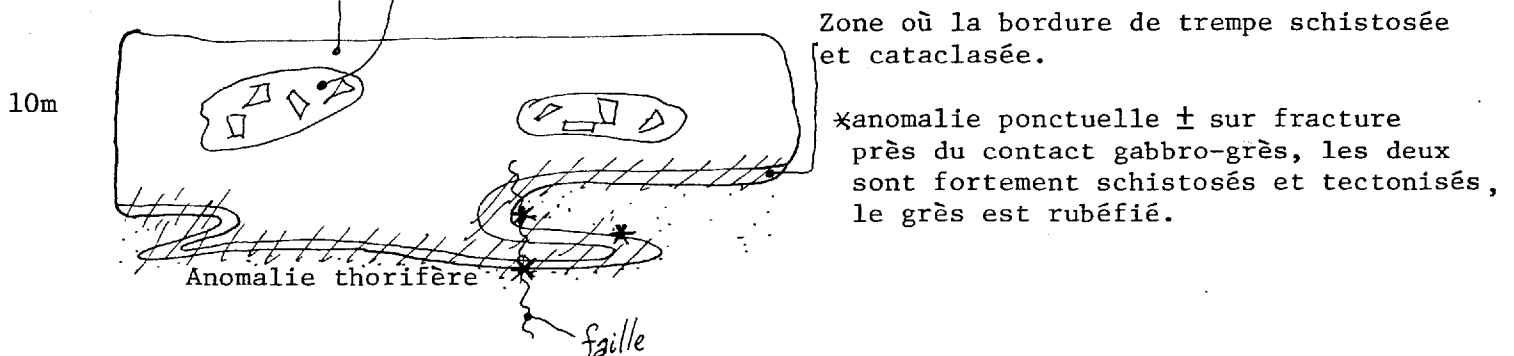 Zone où la bordure de trempe schistosée
et cataclasée.
10m
*anomalie ponctuelle ± sur fracture
près du contact gabbro-grès, les deux
sont fortement schistosés et tectonisés,
le grès est rubéfié.
Anomalie thorifère
faille